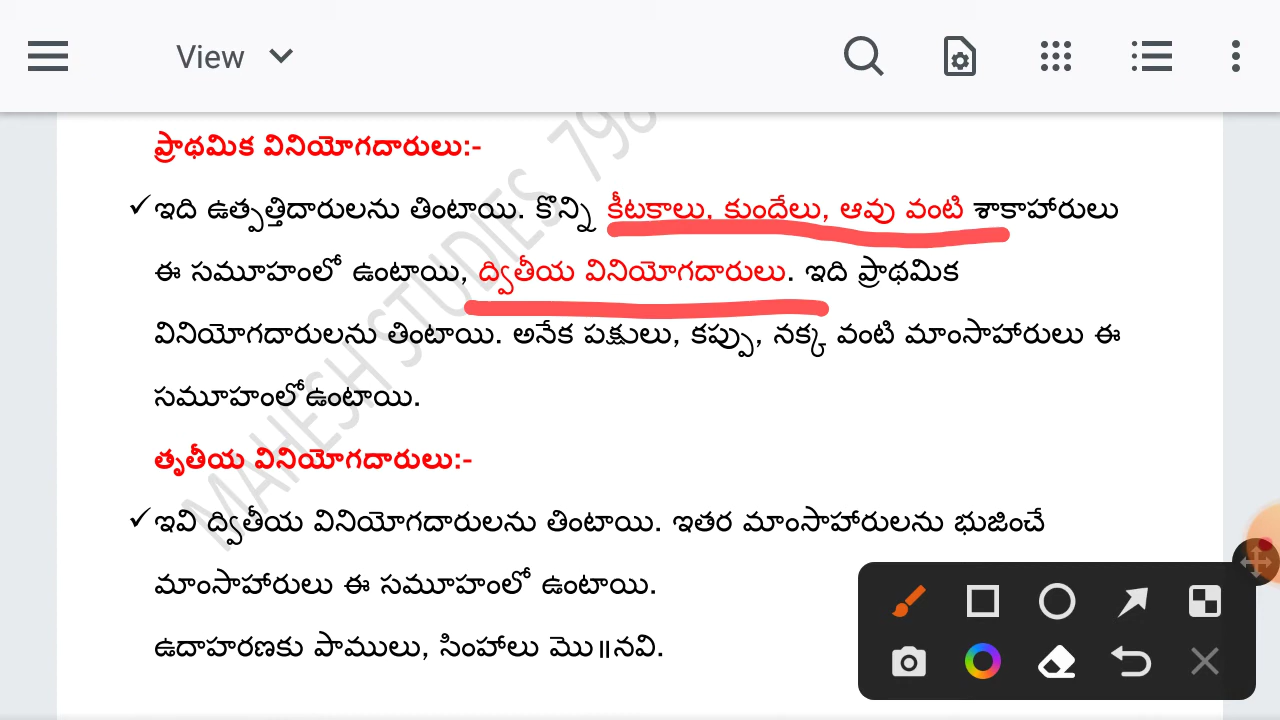 View
ప్రాథమిక వినియోగదారులు:-
✓ ఇది ఉత్పత్తిదారులను తింటాయి. కొన్ని కీటకాలు, కుందేలు, ఆవు వంటి శాకాహారులు
ఈ సమూహంలో ఉంటాయి, ద్వితీయ వినియోగదారులు. ఇది ప్రాథమిక
వినియోగదారులను తింటాయి. అనేక పక్షులు, కప్పు, నక్క వంటి మాంసాహారులు ఈ
సమూహంలోఉంటాయి.
తృతీయ వినియోగదారులు:-
✓ ఇవి ద్వితీయ వినియోగదారులను తింటాయి. ఇతర మాంసాహారులను భుజించే
మాంసాహారులు ఈ సమూహంలో ఉంటాయి.
ఉదాహరణకు పాములు, సింహాలు మొ॥నవి.
MAHESH STUDIES 798